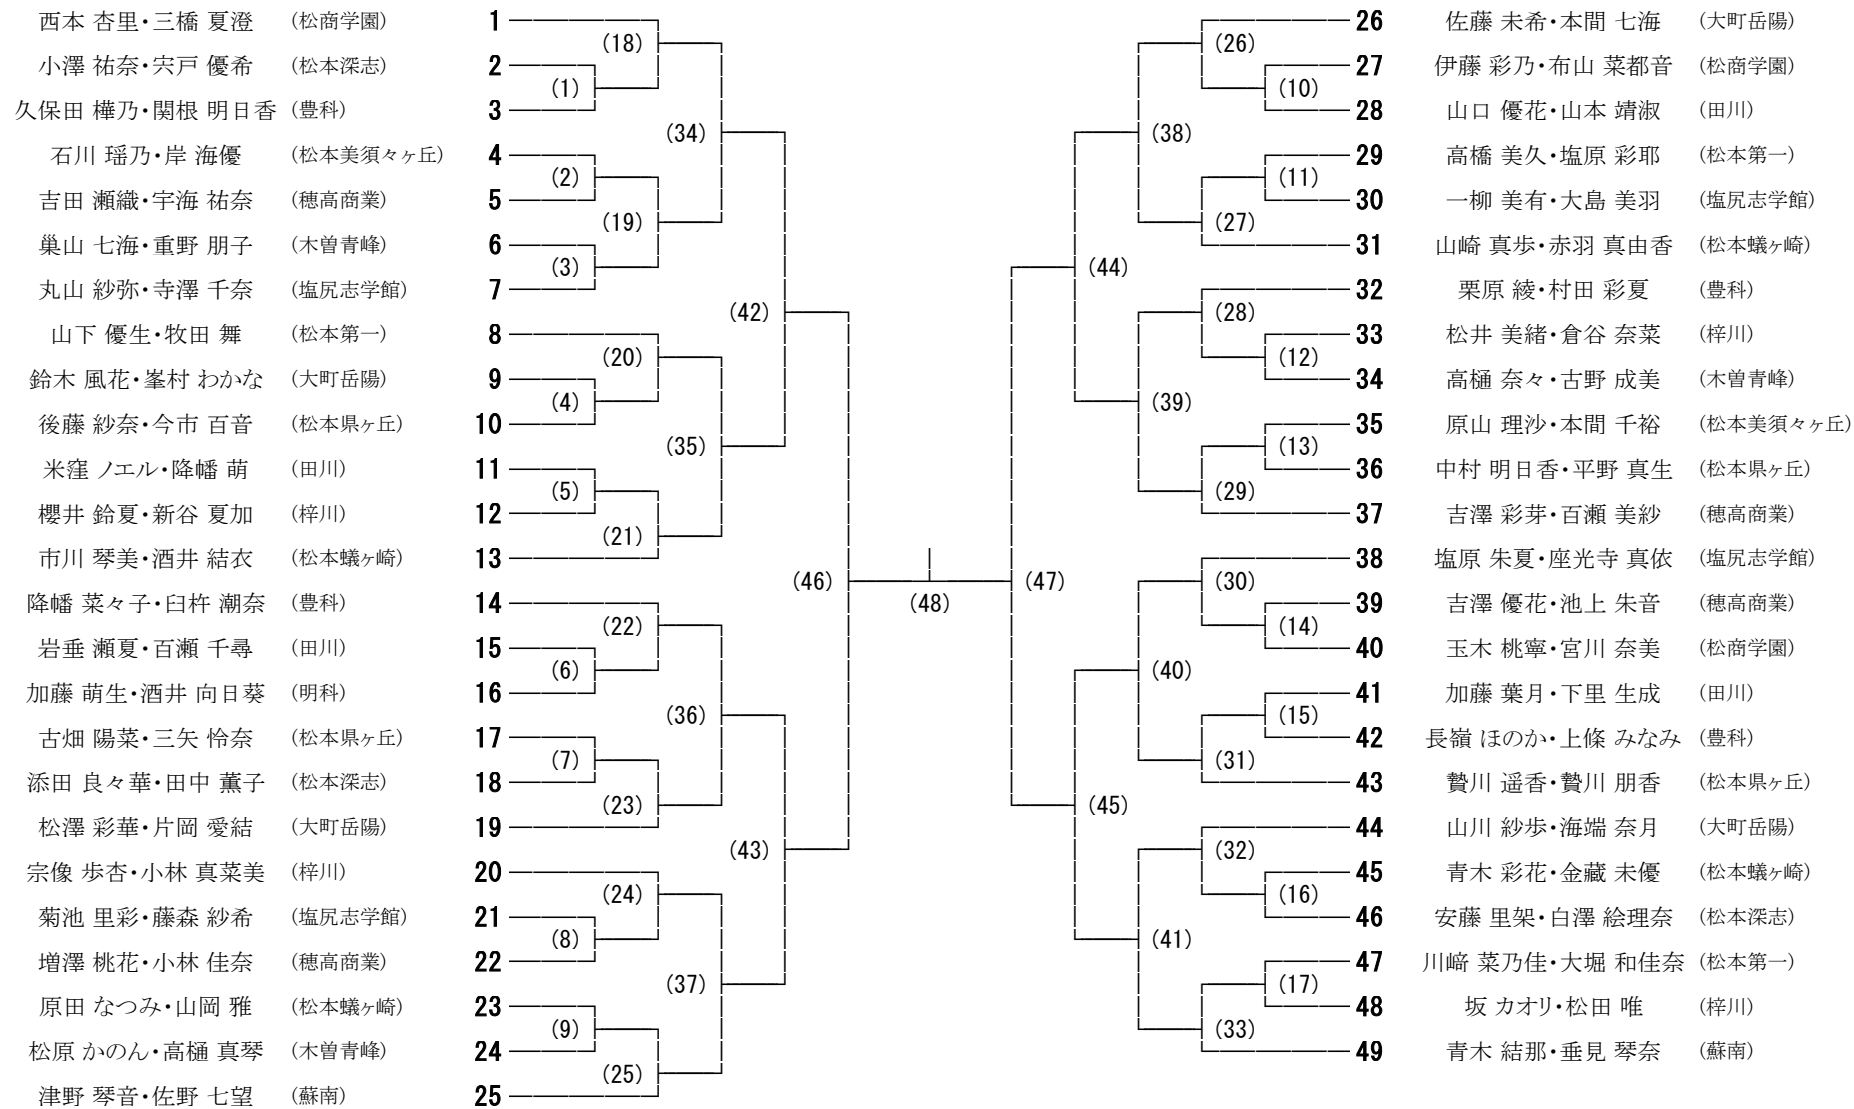 西本 杏里・三橋 夏澄 (松商学園) 1
小澤 祐奈・宍戸 優希 (松本深志) 2
久保田 樺乃・関根 明日香 (豊科) 3
石川 瑶乃・岸 海優 (松本美須々ヶ丘) 4
吉田 瀬織・宇海 祐奈 (穂高商業) 5
巣山 七海・重野 朋子 (木曽青峰) 6
丸山 紗弥・寺澤 千奈 (塩尻志学館) 7
山下 優生・牧田 舞 (松本第一) 8
鈴木 風花・峯村 わかな (大町岳陽) 9
後藤 紗奈・今市 百音 (松本県ヶ丘) 10
米窪 ノエル・降幡 萌 (田川) 11
櫻井 鈴夏・新谷 夏加 (梓川) 12
市川 琴美・酒井 結衣 (松本蟻ヶ崎) 13
降幡 菜々子・臼杵 潮奈 (豊科) 14
岩垂 瀬夏・百瀬 千尋 (田川) 15
加藤 萌生・酒井 向日葵 (明科) 16
古畑 陽菜・三矢 怜奈 (松本県ヶ丘) 17
添田 良々華・田中 薫子 (松本深志) 18
松澤 彩華・片岡 愛結 (大町岳陽) 19
宗像 歩杏・小林 真菜美 (梓川) 20
菊池 里彩・藤森 紗希 (塩尻志学館) 21
増澤 桃花・小林 佳奈 (穂高商業) 22
原田 なつみ・山岡 雅 (松本蟻ヶ崎) 23
松原 かのん・高樋 真琴 (木曽青峰) 24
津野 琴音・佐野 七望 (蘇南) 25
(1)
(2)
(3)
(4)
(5)
(6)
(7)
(8)
(9)
(18)
(19)
(20)
(21)
(22)
(23)
(24)
(25)
(34)
(35)
(36)
(37)
(42)
(43)
(46)
(48)
(47)
(44)
(45)
(38)
(39)
(40)
(41)
(26)
(27)
(28)
(29)
(30)
(31)
(32)
(33)
(10)
(11)
(12)
(13)
(14)
(15)
(16)
(17)
26 佐藤 未希・本間 七海 (大町岳陽)
27 伊藤 彩乃・布山 菜都音 (松商学園)
28 山口 優花・山本 靖淑 (田川)
29 高橋 美久・塩原 彩耶 (松本第一)
30 一柳 美有・大島 美羽 (塩尻志学館)
31 山崎 真歩・赤羽 真由香 (松本蟻ヶ崎)
32 栗原 綾・村田 彩夏 (豊科)
33 松井 美緒・倉谷 奈菜 (梓川)
34 高樋 奈々・古野 成美 (木曽青峰)
35 原山 理沙・本間 千裕 (松本美須々ヶ丘)
36 中村 明日香・平野 真生 (松本県ヶ丘)
37 吉澤 彩芽・百瀬 美紗 (穂高商業)
38 塩原 朱夏・座光寺 真依 (塩尻志学館)
39 吉澤 優花・池上 朱音 (穂高商業)
40 玉木 桃寧・宮川 奈美 (松商学園)
41 加藤 葉月・下里 生成 (田川)
42 長嶺 ほのか・上條 みなみ (豊科)
43 贄川 遥香・贄川 朋香 (松本県ヶ丘)
44 山川 紗歩・海端 奈月 (大町岳陽)
45 青木 彩花・金藏 未優 (松本蟻ヶ崎)
46 安藤 里架・白澤 絵理奈 (松本深志)
47 川﨑 菜乃佳・大堀 和佳奈 (松本第一)
48 坂 カオリ・松田 唯 (梓川)
49 青木 結那・垂見 琴奈 (蘇南)